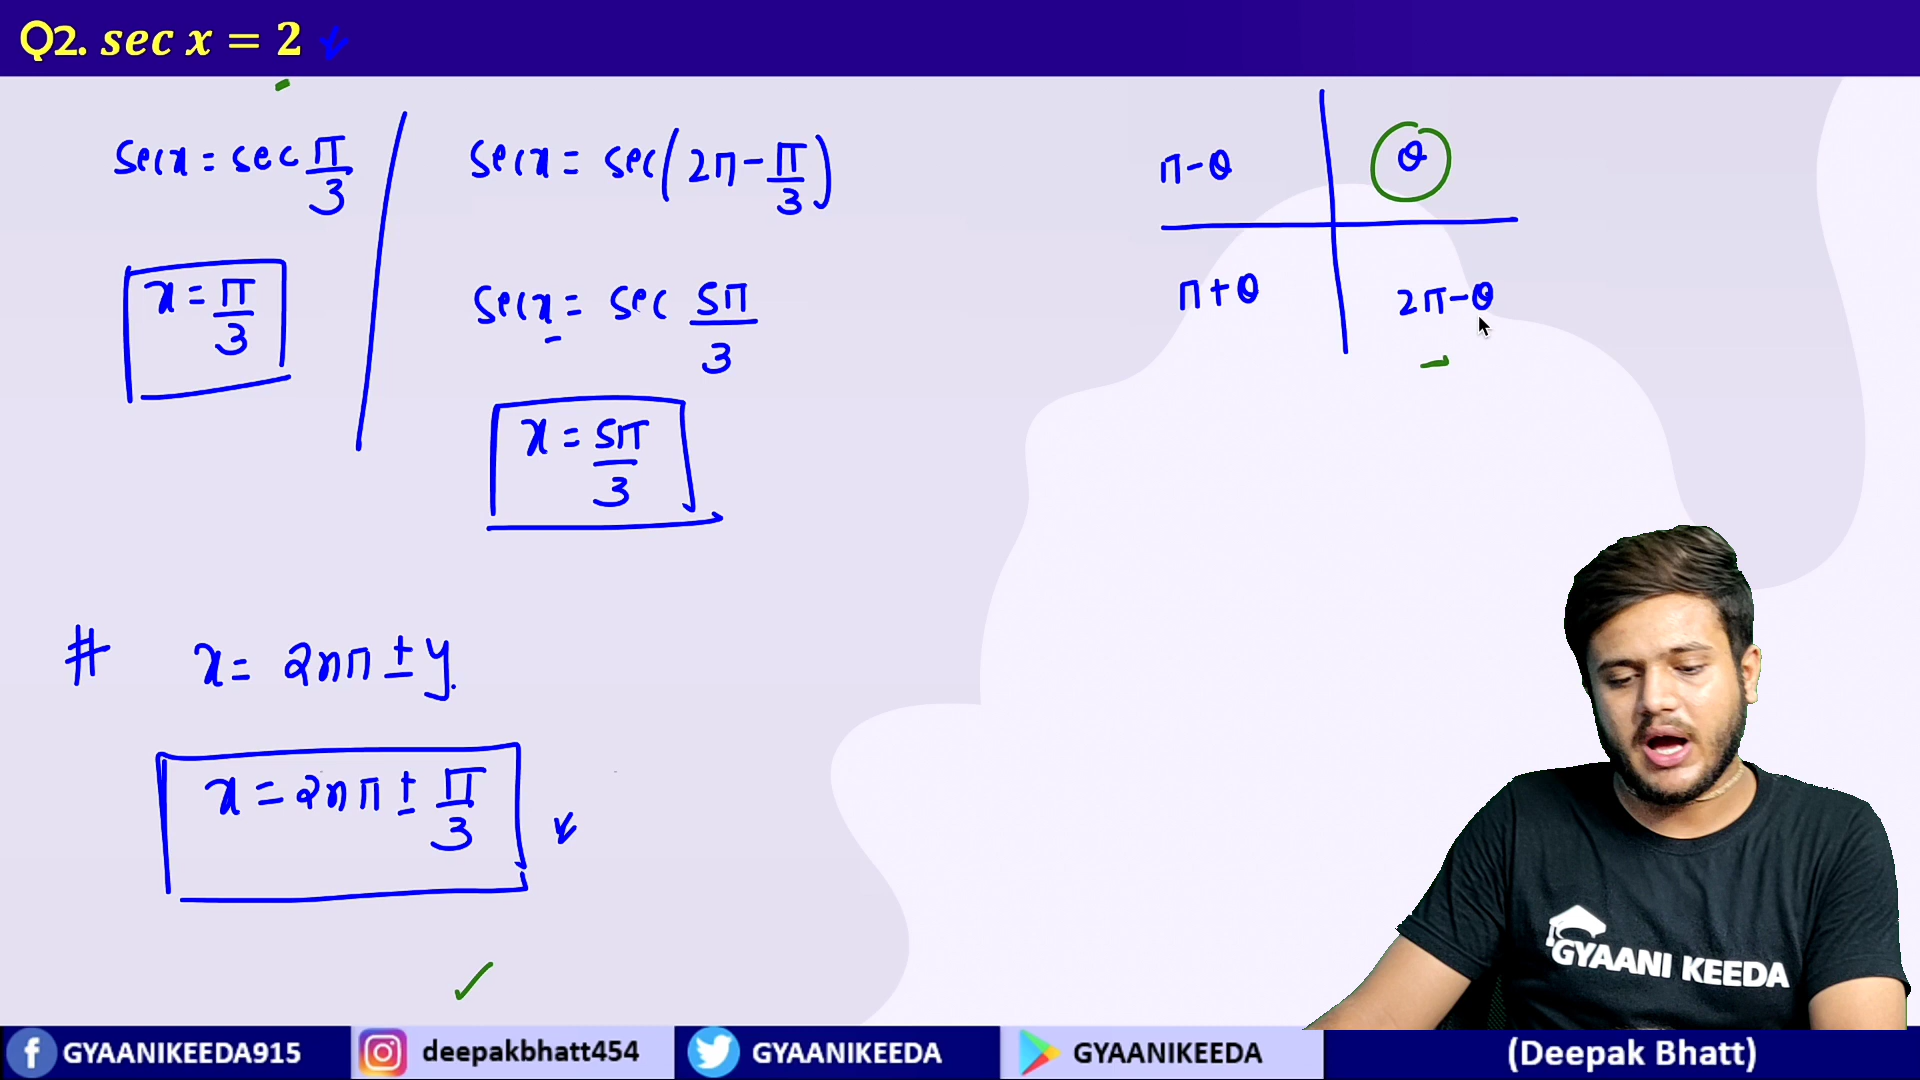 Q2. sec x = 2
secx = sec π/3
x = π/3
secx = sec(2π - π/3)
secx = sec 5π/3
x = 5π/3
π-θ
θ
π+θ
2π-θ
# x = 2nπ ± y.
x = 2nπ ± π/3
GYAANI KEEDA
GYAANIKEEDA915
deepakbhatt454
GYAANIKEEDA
GYAANIKEEDA
(Deepak Bhatt)